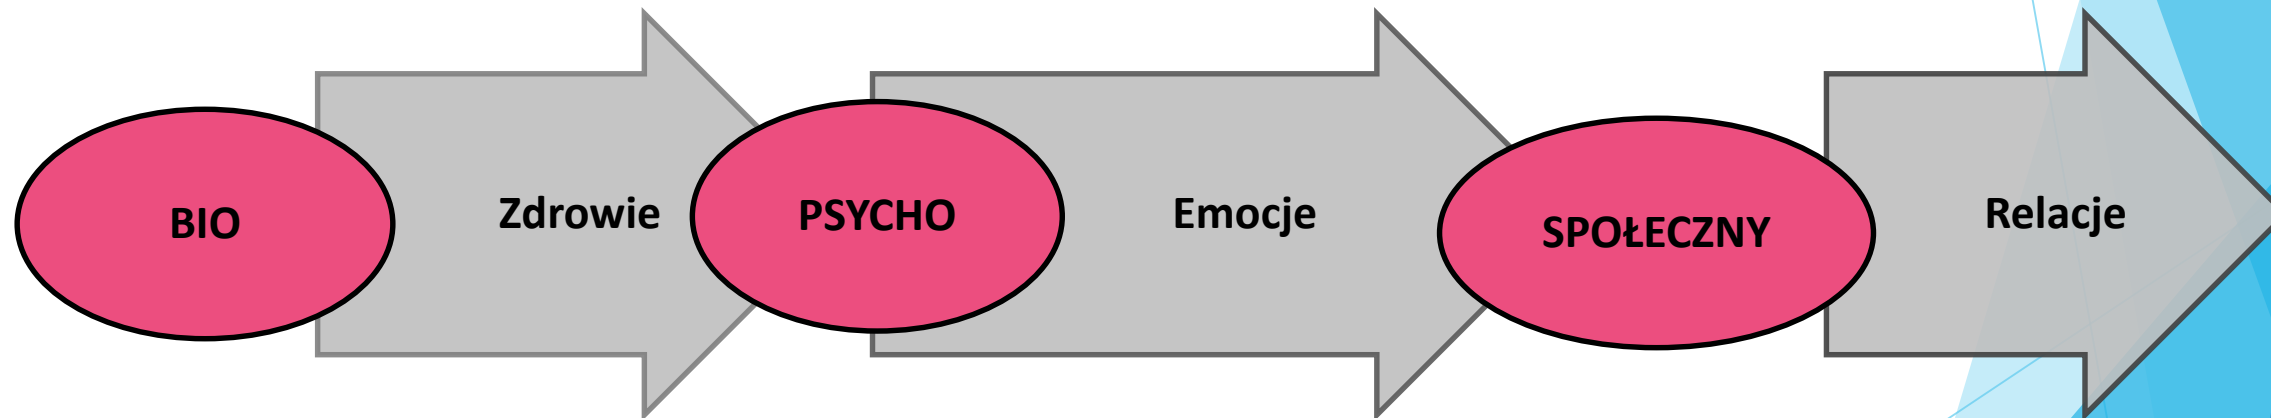 BIO
Zdrowie
PSYCHO
Emocje
SPOŁECZNY
Relacje